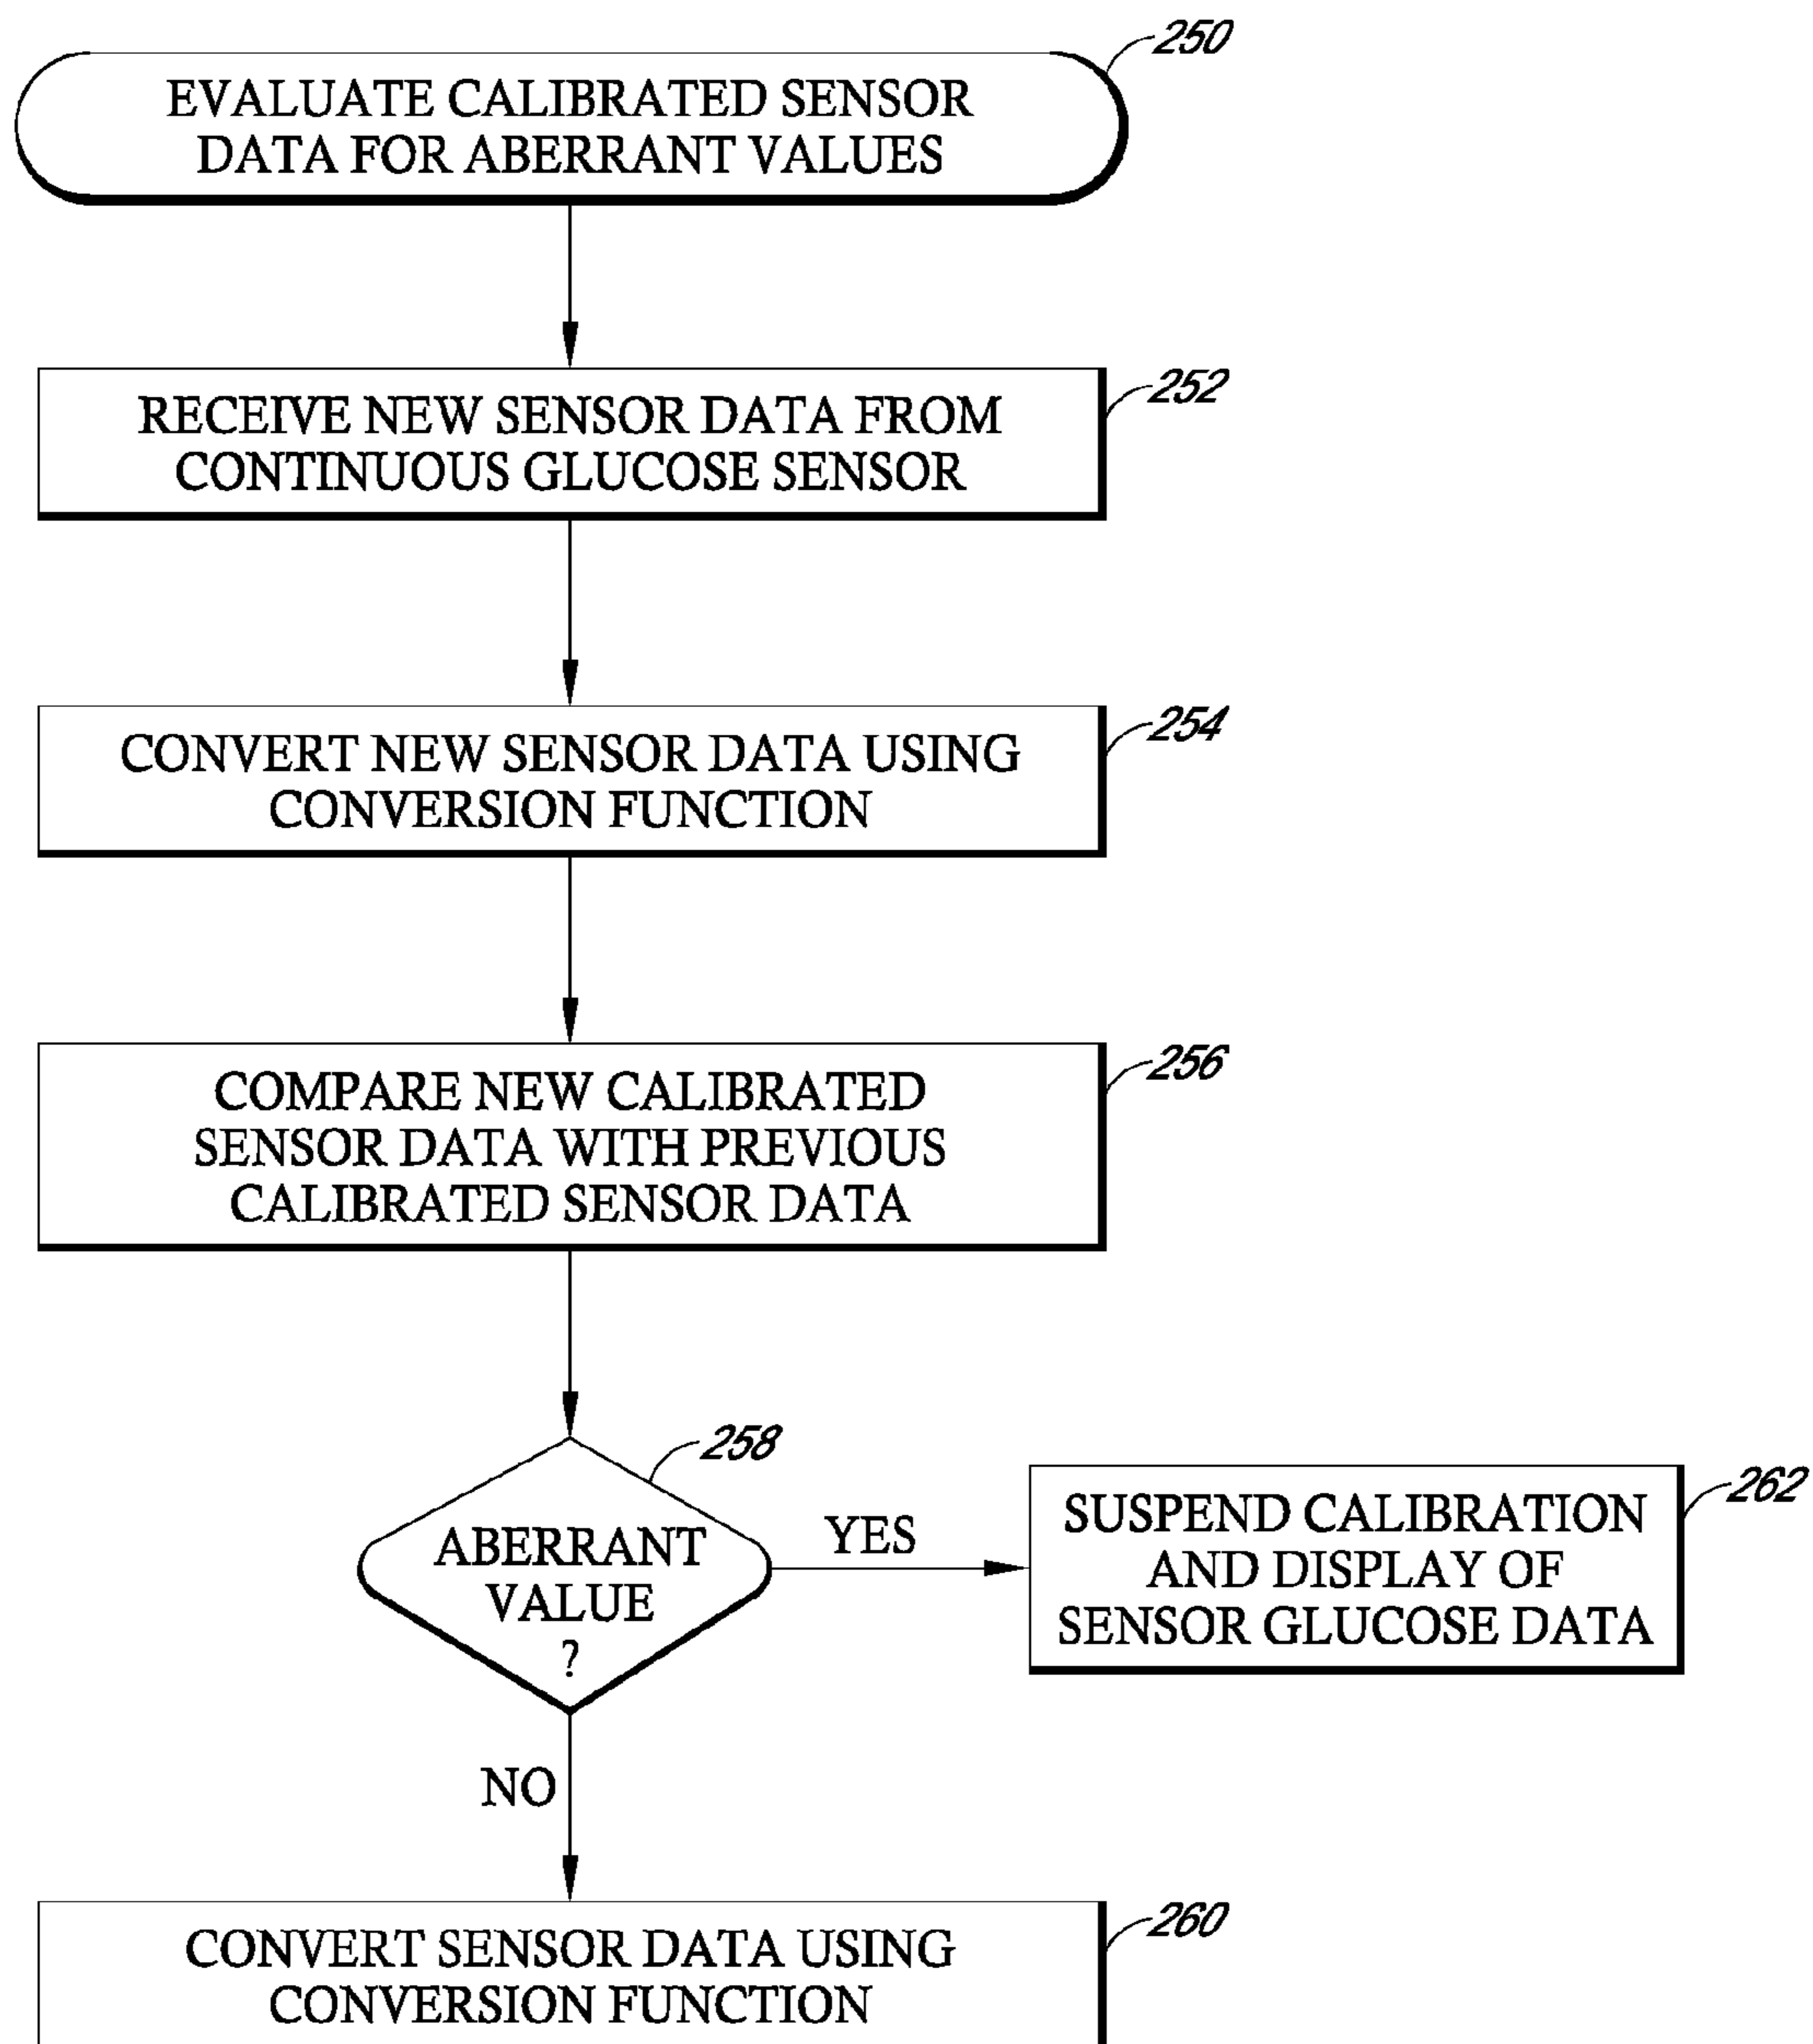 250
EVALUATE CALIBRATED SENSOR
DATA FOR ABERRANT VALUES
252
RECEIVE NEW SENSOR DATA FROM
CONTINUOUS GLUCOSE SENSOR
254
CONVERT NEW SENSOR DATA USING
CONVERSION FUNCTION
256
COMPARE NEW CALIBRATED
SENSOR DATA WITH PREVIOUS
CALIBRATED SENSOR DATA
258
ABERRANT
VALUE
?
YES
262
SUSPEND CALIBRATION
AND DISPLAY OF
SENSOR GLUCOSE DATA
NO
260
CONVERT SENSOR DATA USING
CONVERSION FUNCTION